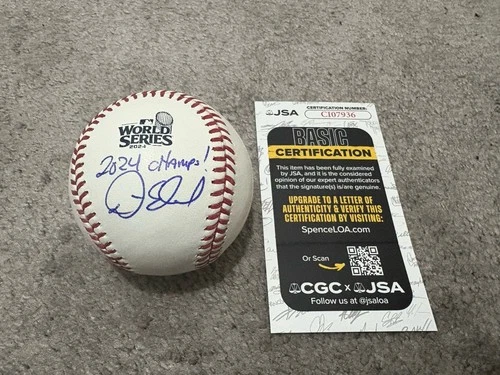 WORLD
SERIES
2024
2024 CHAMPS!
JSA
CERTIFICATION NUMBER:
CI07936
BASIC
CERTIFICATION
This item has been fully examined
by JSA, and it is the considered
opinion of our expert authenticators
that the signature(s) is/are genuine.
UPGRADE TO A LETTER OF
AUTHENTICITY & VERIFY THIS
CERTIFICATION BY VISITING:
SpenceLOA.com
Or Scan
CGC x JSA
Follow us at @jsaloa